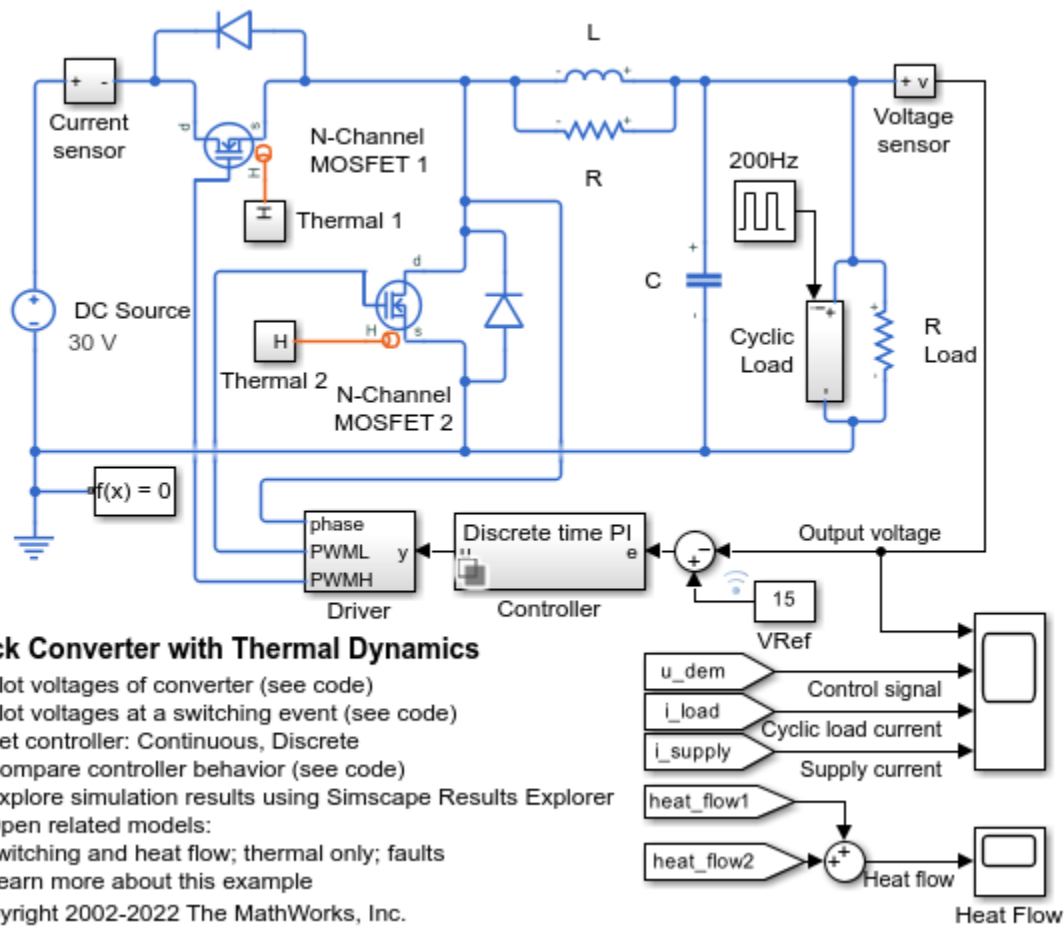 L
+ -
Current
sensor
d
s
H
N-Channel
MOSFET 1
- +
- +
R
+ v
Voltage
sensor
200Hz
H
Thermal 1
d
+
C
-
+
-
DC Source
30 V
H
H
s
Thermal 2
N-Channel
MOSFET 2
- +
-
Cyclic
Load
+
-
R
Load
f(x) = 0
phase
PWML
PWMH
y
Driver
Discrete time PI
u e
Controller
-
+
Output voltage
15
VRef
ck Converter with Thermal Dynamics
lot voltages of converter (see code)
lot voltages at a switching event (see code)
et controller: Continuous, Discrete
ompare controller behavior (see code)
xplore simulation results using Simscape Results Explorer
pen related models:
witching and heat flow; thermal only; faults
earn more about this example
yright 2002-2022 The MathWorks, Inc.
u_dem
Control signal
i_load
Cyclic load current
i_supply
Supply current
heat_flow1
heat_flow2
+
+
Heat flow
Heat Flow